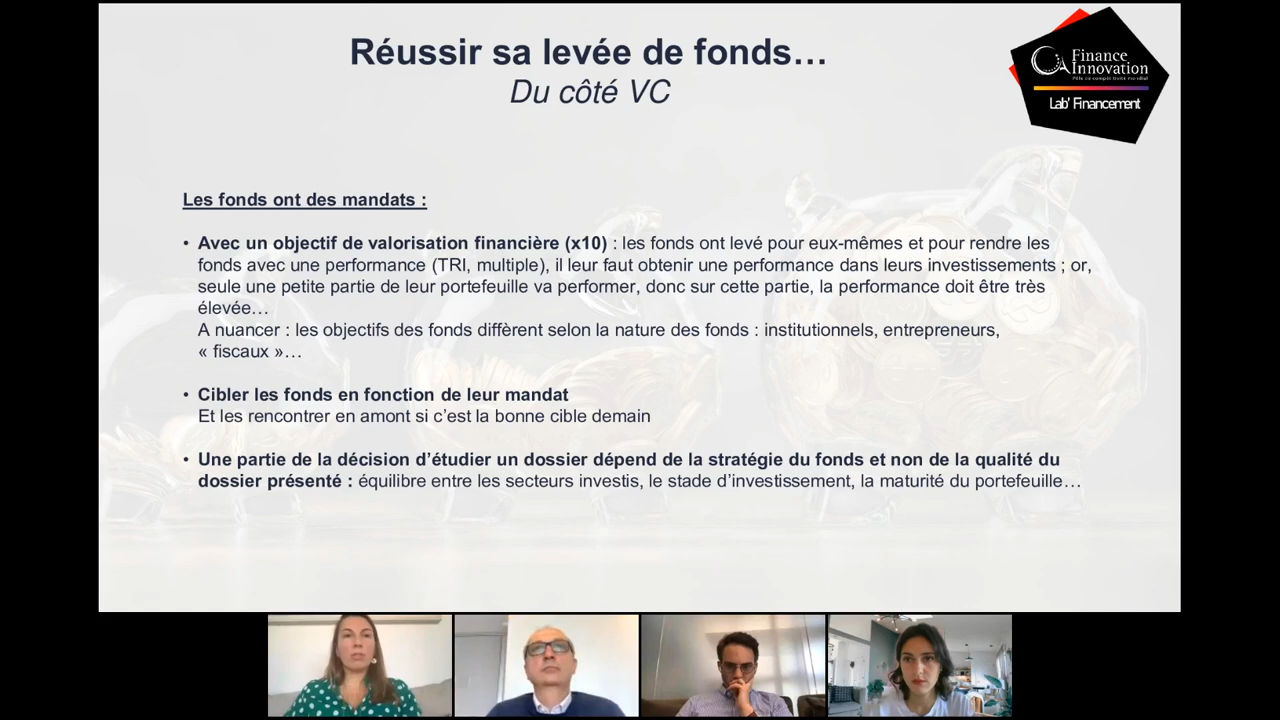 Réussir sa levée de fonds…
Du côté VC
Finance
Innovation
Pôle de compétitivité mondial
Lab' Financement
Les fonds ont des mandats :
• Avec un objectif de valorisation financière (x10) : les fonds ont levé pour eux-mêmes et pour rendre les
fonds avec une performance (TRI, multiple), il leur faut obtenir une performance dans leurs investissements ; or,
seule une petite partie de leur portefeuille va performer, donc sur cette partie, la performance doit être très
élevée…
A nuancer : les objectifs des fonds diffèrent selon la nature des fonds : institutionnels, entrepreneurs,
« fiscaux »…
• Cibler les fonds en fonction de leur mandat
Et les rencontrer en amont si c’est la bonne cible demain
• Une partie de la décision d’étudier un dossier dépend de la stratégie du fonds et non de la qualité du
dossier présenté : équilibre entre les secteurs investis, le stade d’investissement, la maturité du portefeuille…